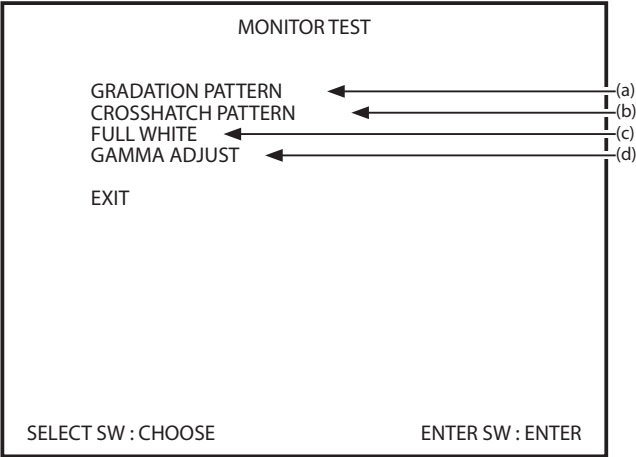 MONITOR TEST
GRADATION PATTERN (a)
CROSSHATCH PATTERN (b)
FULL WHITE (c)
GAMMA ADJUST (d)
EXIT
SELECT SW : CHOOSE ENTER SW : ENTER